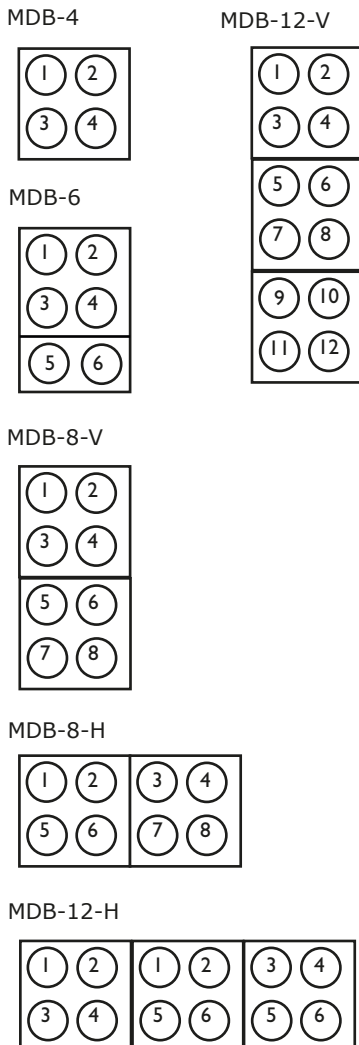 MDB-4
1 2
3 4
MDB-6
1 2
3 4
5 6
MDB-8-V
1 2
3 4
5 6
7 8
MDB-8-H
1 2 3 4
5 6 7 8
MDB-12-H
1 2 1 2 3 4
3 4 5 6 5 6
MDB-12-V
1 2
3 4
5 6
7 8
9 10
11 12